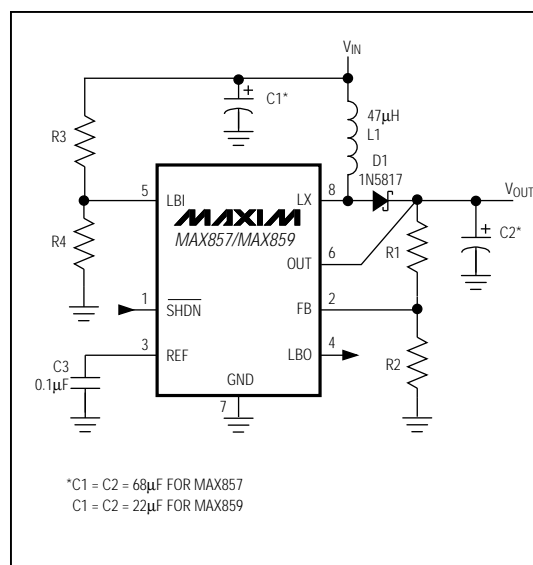 VIN
C1*
+
47μH
L1
R3
D1
1N5817
5
LBI
LX
8
VOUT
MAXIM
MAX857/MAX859
R4
OUT
6
R1
+
C2*
1
SHDN
FB
2
3
REF
LBO
4
C3
0.1μF
R2
GND
7
*C1 = C2 = 68μF FOR MAX857
C1 = C2 = 22μF FOR MAX859